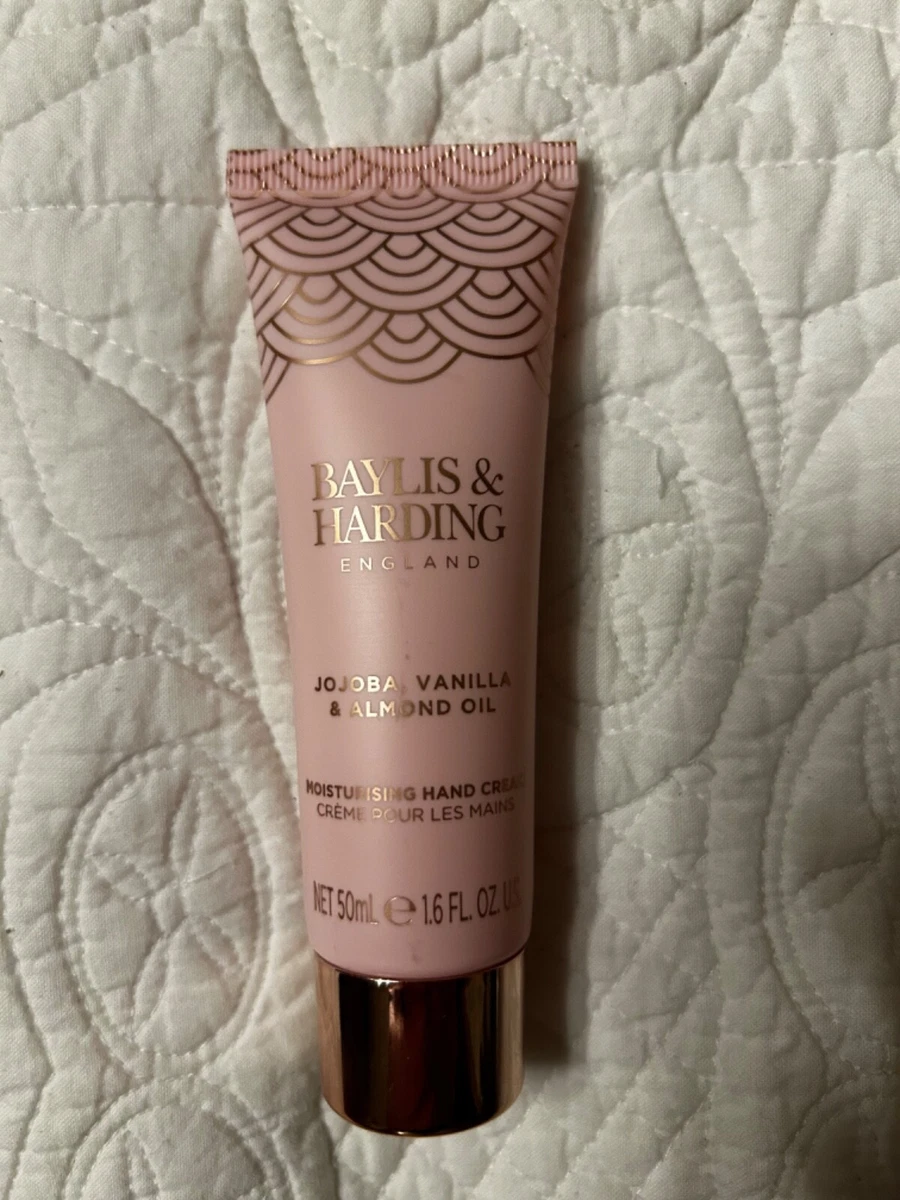 BAYLIS &
HARDING
ENGLAND
JOJOBA, VANILLA
& ALMOND OIL
MOISTURISING HAND CREAM
CRÈME POUR LES MAINS
NET 50mL ℮ 1.6 FL. OZ. US.